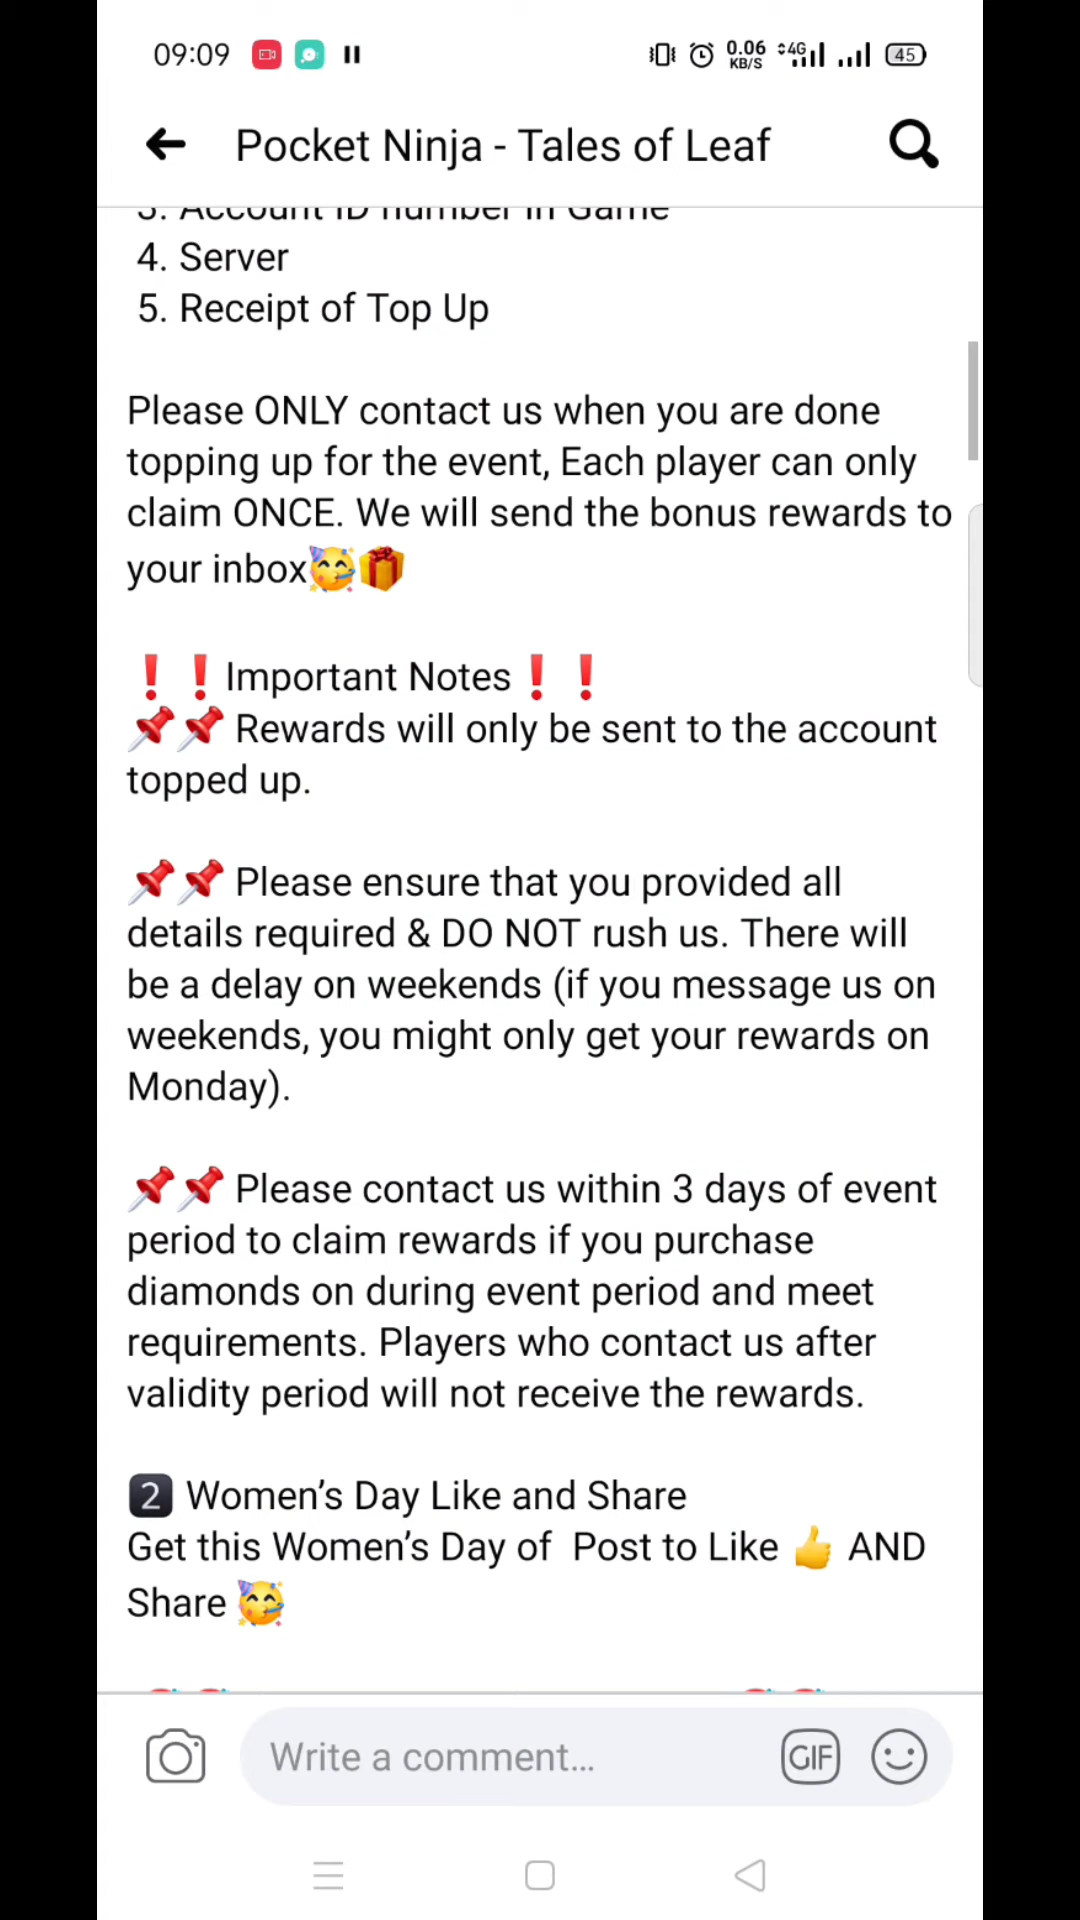 09:09
0.06
KB/S
4G
45
Pocket Ninja - Tales of Leaf
3. Account ID number in Game
4. Server
5. Receipt of Top Up
Please ONLY contact us when you are done
topping up for the event, Each player can only
claim ONCE. We will send the bonus rewards to
your inbox🥳🎁
❗❗Important Notes❗❗
📌📌 Rewards will only be sent to the account
topped up.
📌📌 Please ensure that you provided all
details required & DO NOT rush us. There will
be a delay on weekends (if you message us on
weekends, you might only get your rewards on
Monday).
📌📌 Please contact us within 3 days of event
period to claim rewards if you purchase
diamonds on during event period and meet
requirements. Players who contact us after
validity period will not receive the rewards.
2️⃣ Women’s Day Like and Share
Get this Women’s Day of  Post to Like 👍 AND
Share 🥳
Write a comment...
GIF